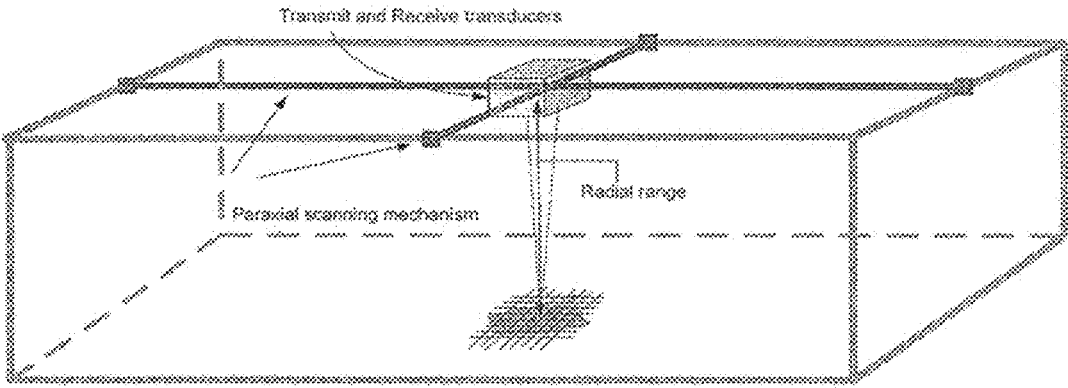 Transmit and Receive transducers
Radial range
Paraxial scanning mechanism